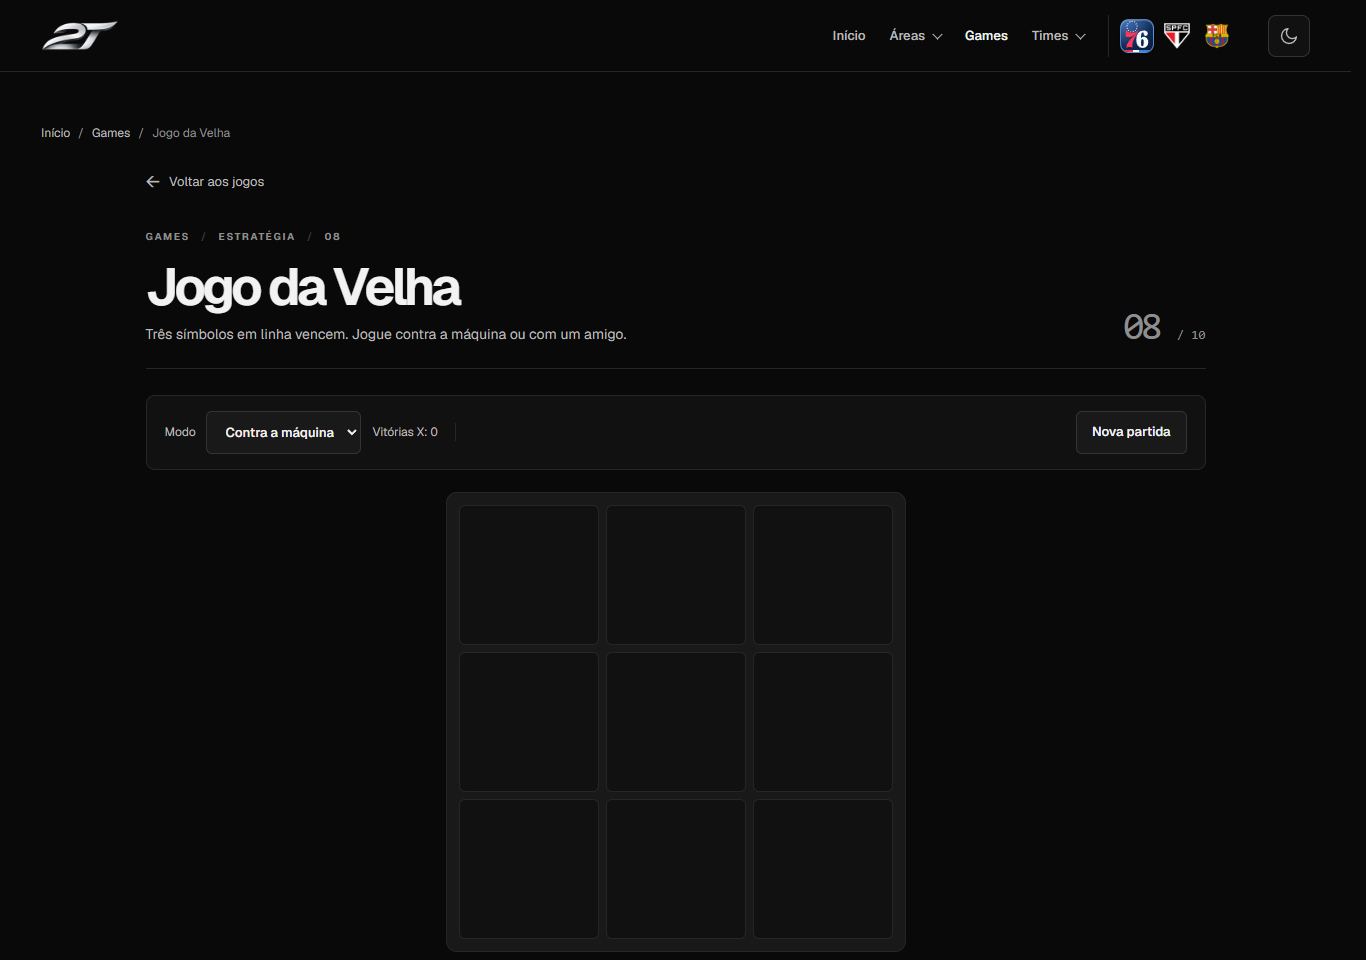 2T
Início Áreas Games Times 76 SPFC
Início / Games / Jogo da Velha
Voltar aos jogos
GAMES / ESTRATÉGIA / 08
Jogo da Velha
Três símbolos em linha vencem. Jogue contra a máquina ou com um amigo.
08 / 10
Modo Contra a máquina Vitórias X: 0 Nova partida